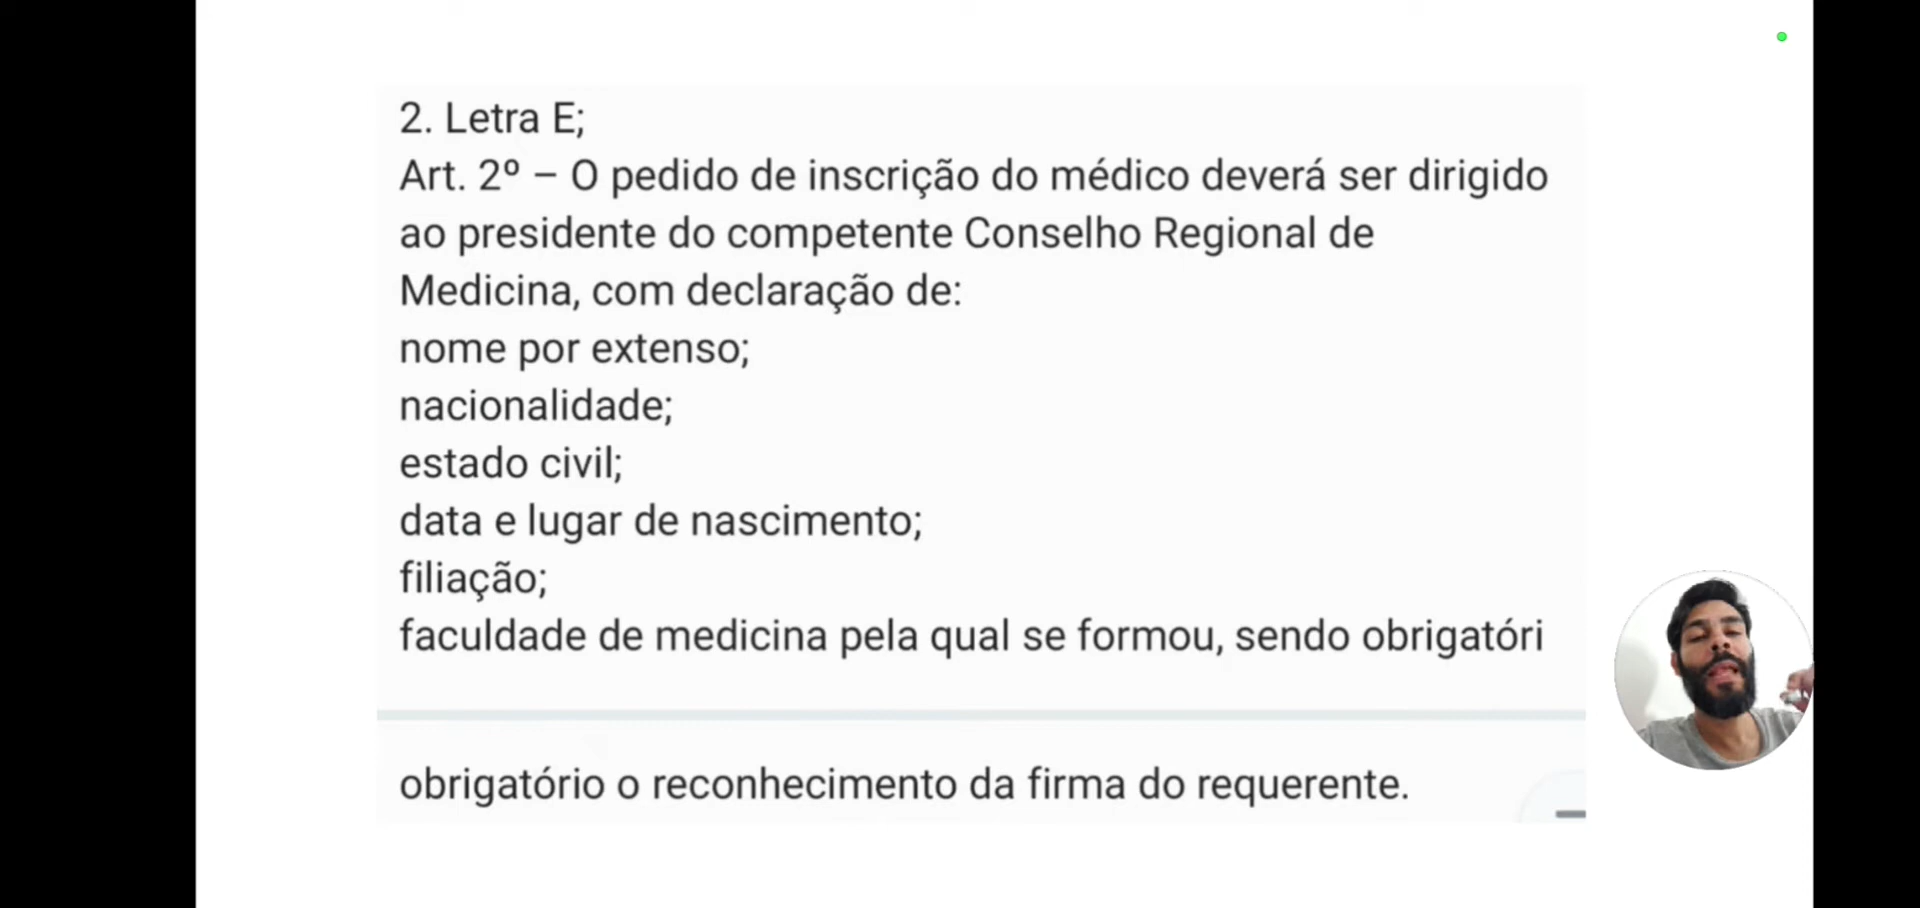 2. Letra E;
Art. 2º – O pedido de inscrição do médico deverá ser dirigido
ao presidente do competente Conselho Regional de
Medicina, com declaração de:
nome por extenso;
nacionalidade;
estado civil;
data e lugar de nascimento;
filiação;
faculdade de medicina pela qual se formou, sendo obrigatóri
obrigatório o reconhecimento da firma do requerente.